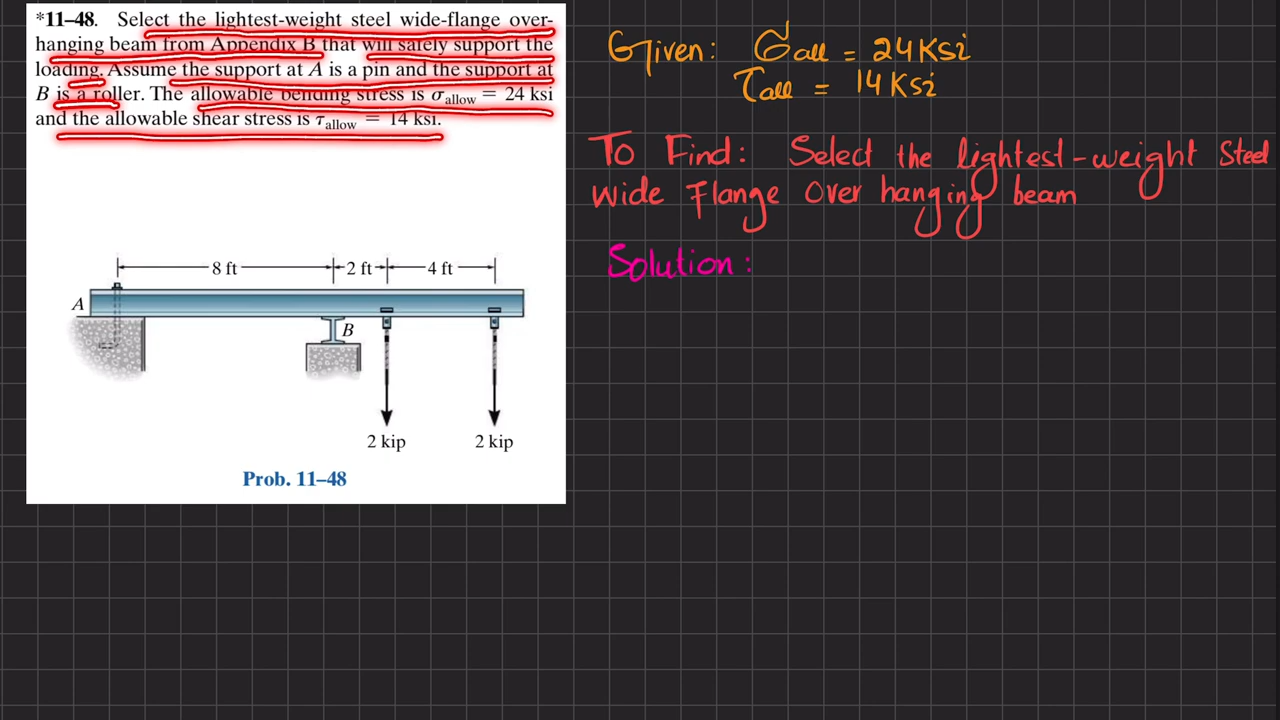 *11–48. Select the lightest-weight steel wide-flange over-
hanging beam from Appendix B that will safely support the
loading. Assume the support at A is a pin and the support at
B is a roller. The allowable bending stress is σallow = 24 ksi
and the allowable shear stress is τallow = 14 ksi.
8 ft 2 ft 4 ft
A
B
2 kip 2 kip
Prob. 11–48
Given: σall = 24 Ksi
τall = 14 Ksi
To Find: Select the lightest-weight Steel
Wide Flange Over hanging beam
Solution: